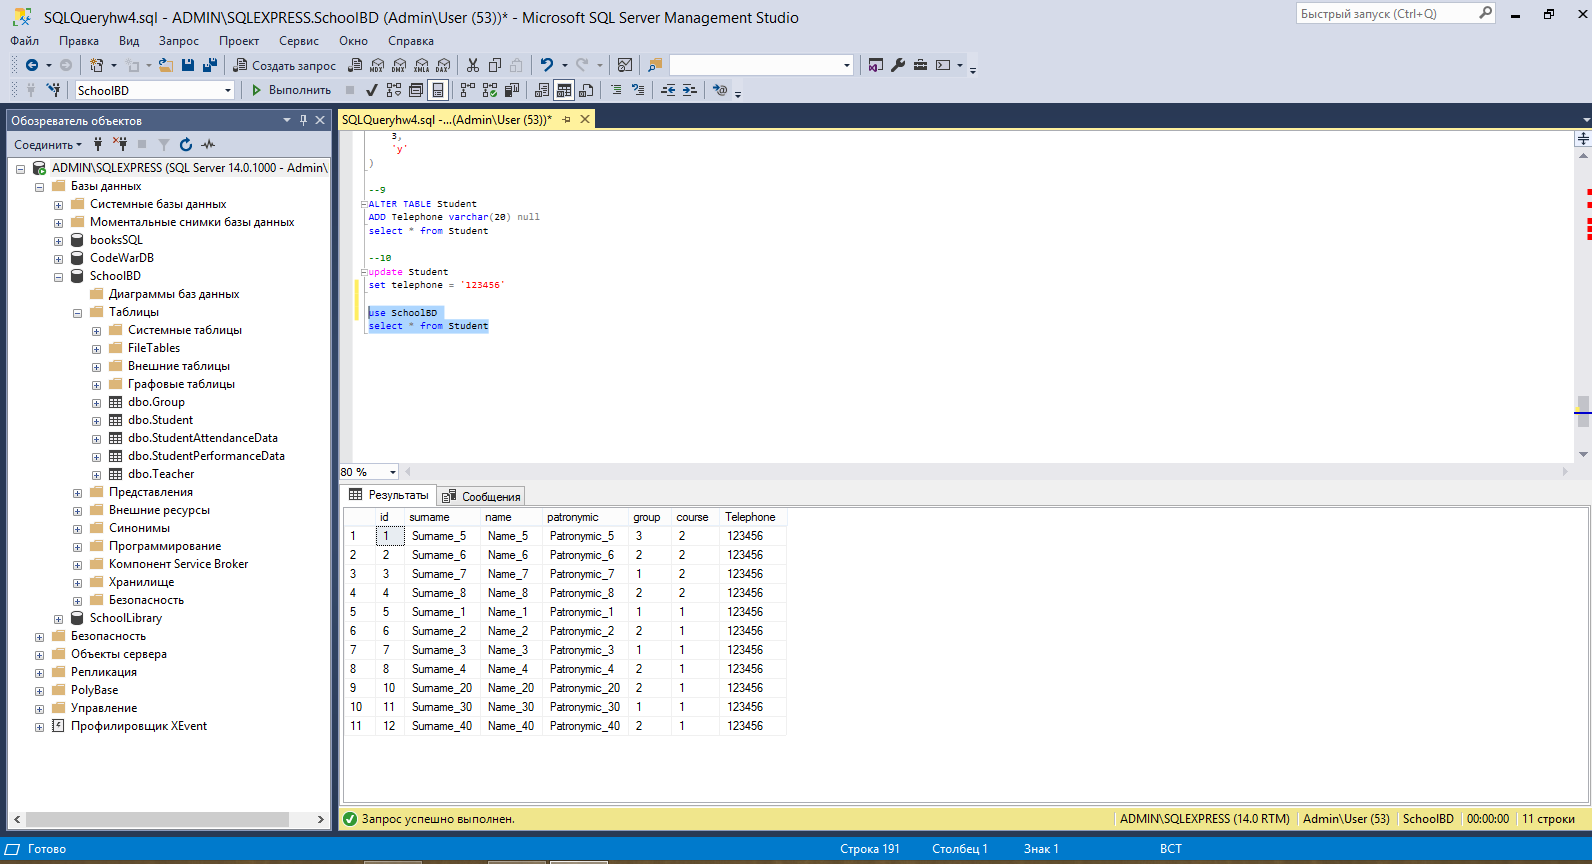 SQLQueryhw4.sql - ADMIN\SQLEXPRESS.SchoolBD (Admin\User (53))* - Microsoft SQL Server Management Studio
Быстрый запуск (Ctrl+Q)
Файл Правка Вид Запрос Проект Сервис Окно Справка
Создать запрос MDX DMX XMLA DAX
SchoolBD Выполнить
Обозреватель объектов
Соединить
ADMIN\SQLEXPRESS (SQL Server 14.0.1000 - Admin\
Базы данных
Системные базы данных
Моментальные снимки базы данных
booksSQL
CodeWarDB
SchoolBD
Диаграммы баз данных
Таблицы
Системные таблицы
FileTables
Внешние таблицы
Графовые таблицы
dbo.Group
dbo.Student
dbo.StudentAttendanceData
dbo.StudentPerformanceData
dbo.Teacher
Представления
Внешние ресурсы
Синонимы
Программирование
Компонент Service Broker
Хранилище
Безопасность
SchoolLibrary
Безопасность
Объекты сервера
Репликация
PolyBase
Управление
Профилировщик XEvent
SQLQueryhw4.sql -...(Admin\User (53))*
3,
'y'
)
--9
ALTER TABLE Student
ADD Telephone varchar(20) null
select * from Student
--10
update Student
set telephone = '123456'
use SchoolBD
select * from Student
80 %
Результаты Сообщения
id surname name patronymic group course Telephone
1 1 Surname_5 Name_5 Patronymic_5 3 2 123456
2 2 Surname_6 Name_6 Patronymic_6 2 2 123456
3 3 Surname_7 Name_7 Patronymic_7 1 2 123456
4 4 Surname_8 Name_8 Patronymic_8 2 2 123456
5 5 Surname_1 Name_1 Patronymic_1 1 1 123456
6 6 Surname_2 Name_2 Patronymic_2 2 1 123456
7 7 Surname_3 Name_3 Patronymic_3 1 1 123456
8 8 Surname_4 Name_4 Patronymic_4 2 1 123456
9 10 Surname_20 Name_20 Patronymic_20 2 1 123456
10 11 Surname_30 Name_30 Patronymic_30 1 1 123456
11 12 Surname_40 Name_40 Patronymic_40 2 1 123456
Запрос успешно выполнен. ADMIN\SQLEXPRESS (14.0 RTM) Admin\User (53) SchoolBD 00:00:00 11 строки
Готово Строка 191 Столбец 1 Знак 1 ВСТ